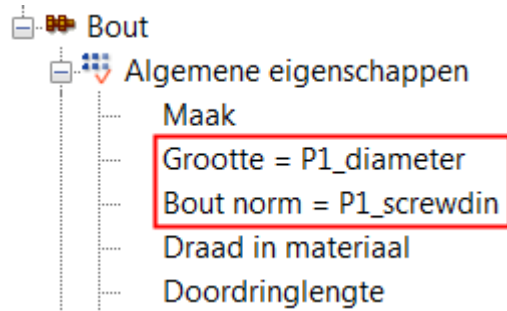 Bout
Algemene eigenschappen
Maak
Grootte = P1_diameter
Bout norm = P1_screwdin
Draad in materiaal
Doordringlengte